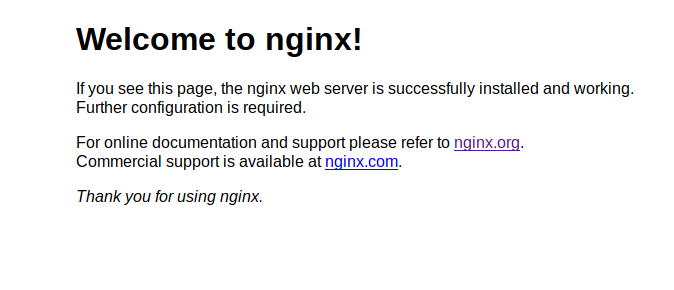 Welcome to nginx!
If you see this page, the nginx web server is successfully installed and working.
Further configuration is required.
For online documentation and support please refer to nginx.org.
Commercial support is available at nginx.com.
Thank you for using nginx.